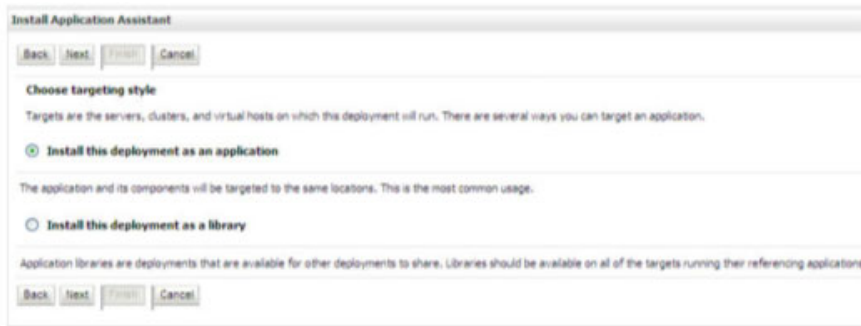 Install Application Assistant
Back Next Finish Cancel
Choose targeting style
Targets are the servers, clusters, and virtual hosts on which this deployment will run. There are several ways you can target an application.
Install this deployment as an application
The application and its components will be targeted to the same locations. This is the most common usage.
Install this deployment as a library
Application libraries are deployments that are available for other deployments to share. Libraries should be available on all of the targets running their referencing applications
Back Next Finish Cancel